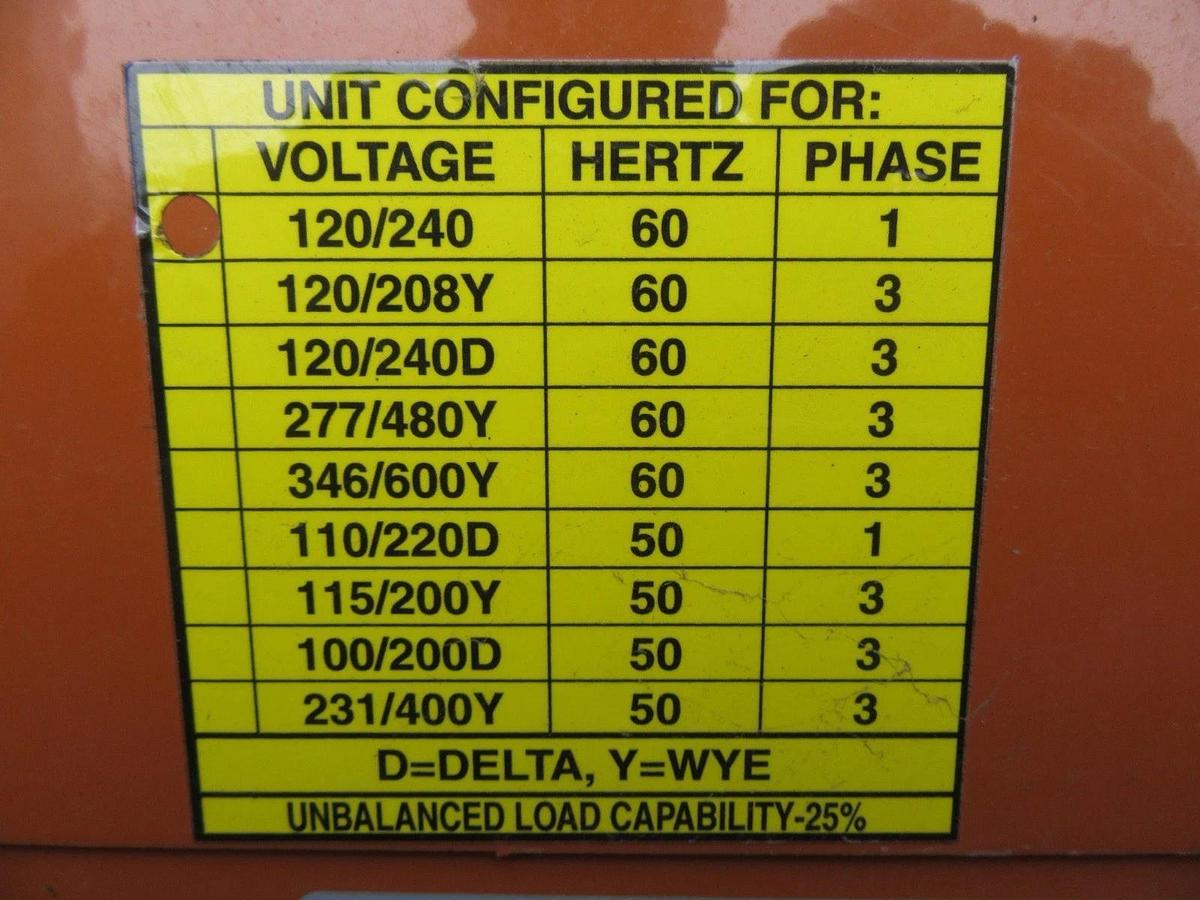 UNIT CONFIGURED FOR:
VOLTAGE HERTZ PHASE
120/240 60 1
120/208Y 60 3
120/240D 60 3
277/480Y 60 3
346/600Y 60 3
110/220D 50 1
115/200Y 50 3
100/200D 50 3
231/400Y 50 3
D=DELTA, Y=WYE
UNBALANCED LOAD CAPABILITY-25%